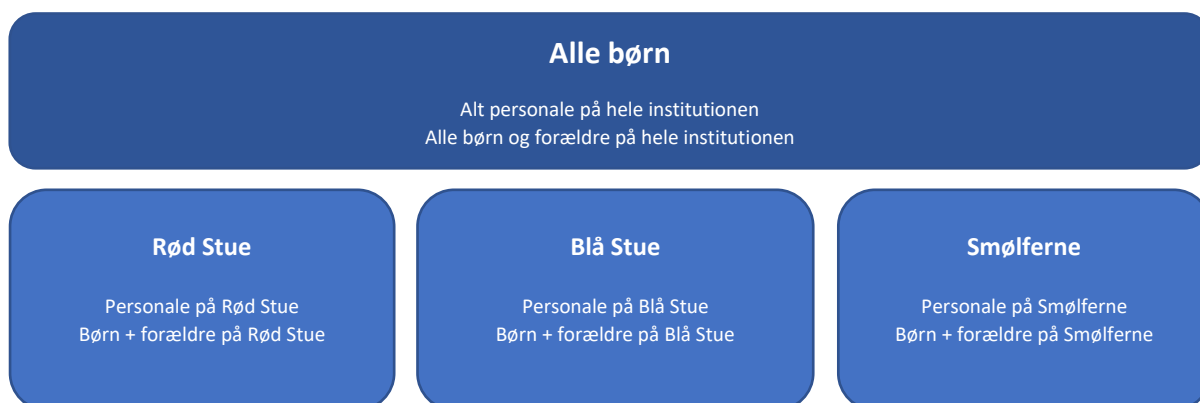 Alle børn
Alt personale på hele institutionen
Alle børn og forældre på hele institutionen
Rød Stue
Personale på Rød Stue
Børn + forældre på Rød Stue
Blå Stue
Personale på Blå Stue
Børn + forældre på Blå Stue
Smølferne
Personale på Smølferne
Børn + forældre på Smølferne